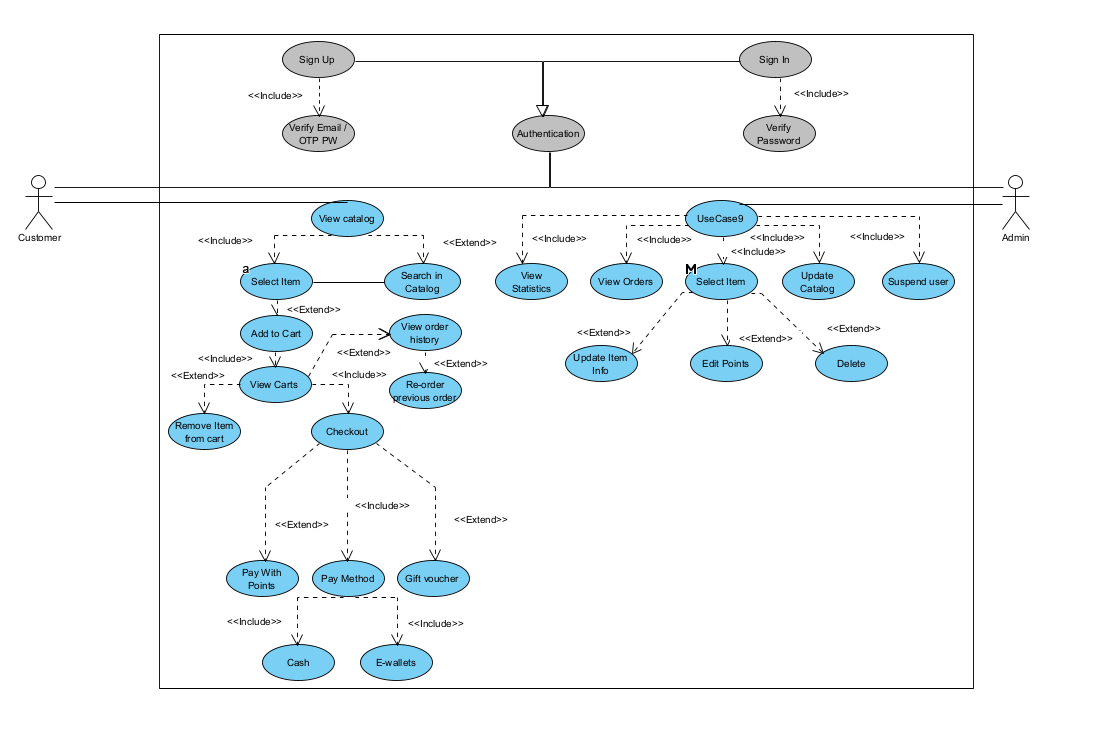 Sign Up
Sign In
<<Include>>
<<Include>>
Verify Email /
OTP PW
Authentication
Verify
Password
Customer
Admin
View catalog
UseCase9
<<Include>>
<<Extend>>
<<Include>>
<<Include>>
<<Include>>
<<Include>>
<<Include>>
a
Select Item
Search in
Catalog
View
Statistics
View Orders
M
Select Item
Update
Catalog
Suspend user
<<Extend>>
Add to Cart
View order
history
<<Extend>>
<<Extend>>
<<Extend>>
<<Include>>
<<Extend>>
<<Extend>>
Update Item
Info
Edit Points
Delete
<<Extend>>
<<Include>>
View Carts
Re-order
previous order
Remove Item
from cart
Checkout
<<Include>>
<<Extend>>
<<Extend>>
Pay With
Points
Pay Method
Gift voucher
<<Include>>
<<Include>>
Cash
E-wallets